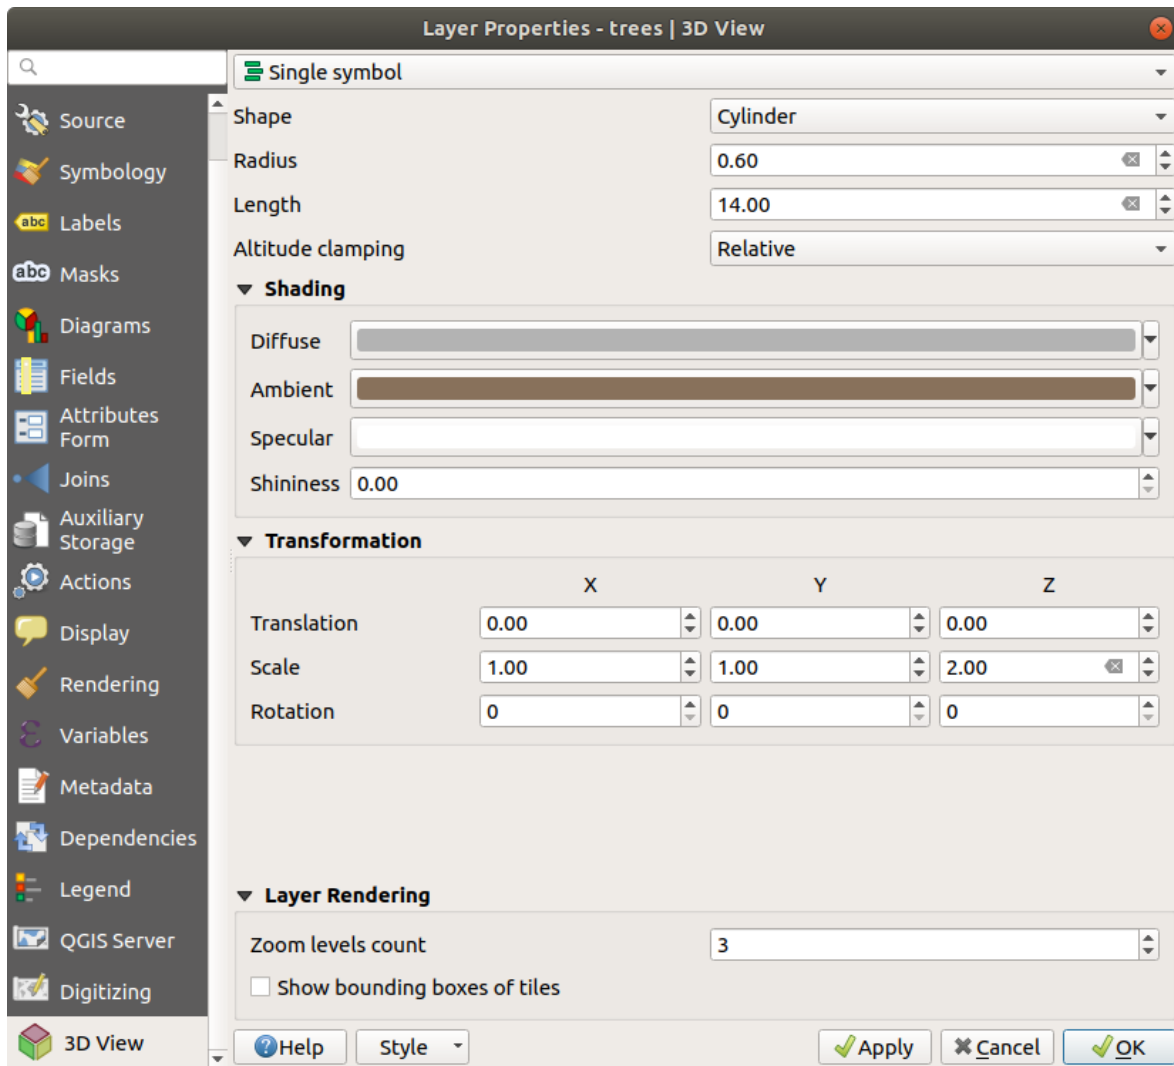 Layer Properties - trees | 3D View
Source
Symbology
abc Labels
abc Masks
Diagrams
Fields
Attributes
Form
Joins
Auxiliary
Storage
Actions
Display
Rendering
Variables
Metadata
Dependencies
Legend
QGIS Server
Digitizing
3D View
Single symbol
Shape Cylinder
Radius 0.60
Length 14.00
Altitude clamping Relative
Shading
Diffuse
Ambient
Specular
Shininess 0.00
Transformation
X Y Z
Translation 0.00 0.00 0.00
Scale 1.00 1.00 2.00
Rotation 0 0 0
Layer Rendering
Zoom levels count 3
Show bounding boxes of tiles
Help Style Apply Cancel OK